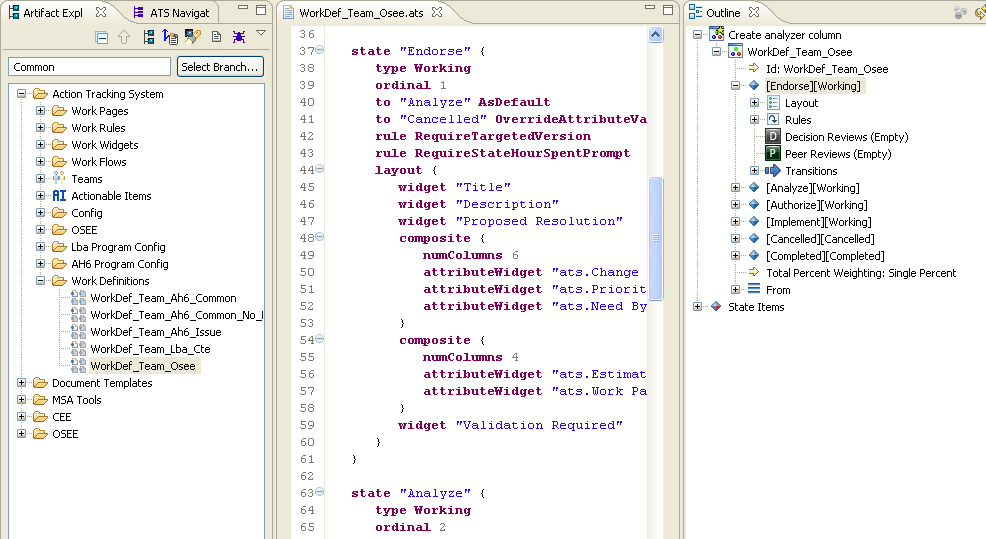 Artifact Expl
ATS Navigat
Common
Select Branch...
Action Tracking System
Work Pages
Work Rules
Work Widgets
Work Flows
Teams
AI Actionable Items
Config
OSEE
Lba Program Config
AH6 Program Config
Work Definitions
WorkDef_Team_Ah6_Common
WorkDef_Team_Ah6_Common_No_
WorkDef_Team_Ah6_Issue
WorkDef_Team_Lba_Cte
WorkDef_Team_Osee
Document Templates
MSA Tools
CEE
OSEE
WorkDef_Team_Osee.ats
36
37 state "Endorse" {
38 type Working
39 ordinal 1
40 to "Analyze" AsDefault
41 to "Cancelled" OverrideAttributeVa
42 rule RequireTargetedVersion
43 rule RequireStateHourSpentPrompt
44 layout {
45 widget "Title"
46 widget "Description"
47 widget "Proposed Resolution"
48 composite {
49 numColumns 6
50 attributeWidget "ats.Change
51 attributeWidget "ats.Priorit
52 attributeWidget "ats.Need By
53 }
54 composite {
55 numColumns 4
56 attributeWidget "ats.Estimat
57 attributeWidget "ats.Work Pa
58 }
59 widget "Validation Required"
60 }
61 }
62
63 state "Analyze" {
64 type Working
65 ordinal 2
Outline
Create analyzer column
WorkDef_Team_Osee
Id: WorkDef_Team_Osee
[Endorse][Working]
Layout
Rules
D Decision Reviews (Empty)
P Peer Reviews (Empty)
Transitions
[Analyze][Working]
[Authorize][Working]
[Implement][Working]
[Cancelled][Cancelled]
[Completed][Completed]
Total Percent Weighting: Single Percent
From
State Items